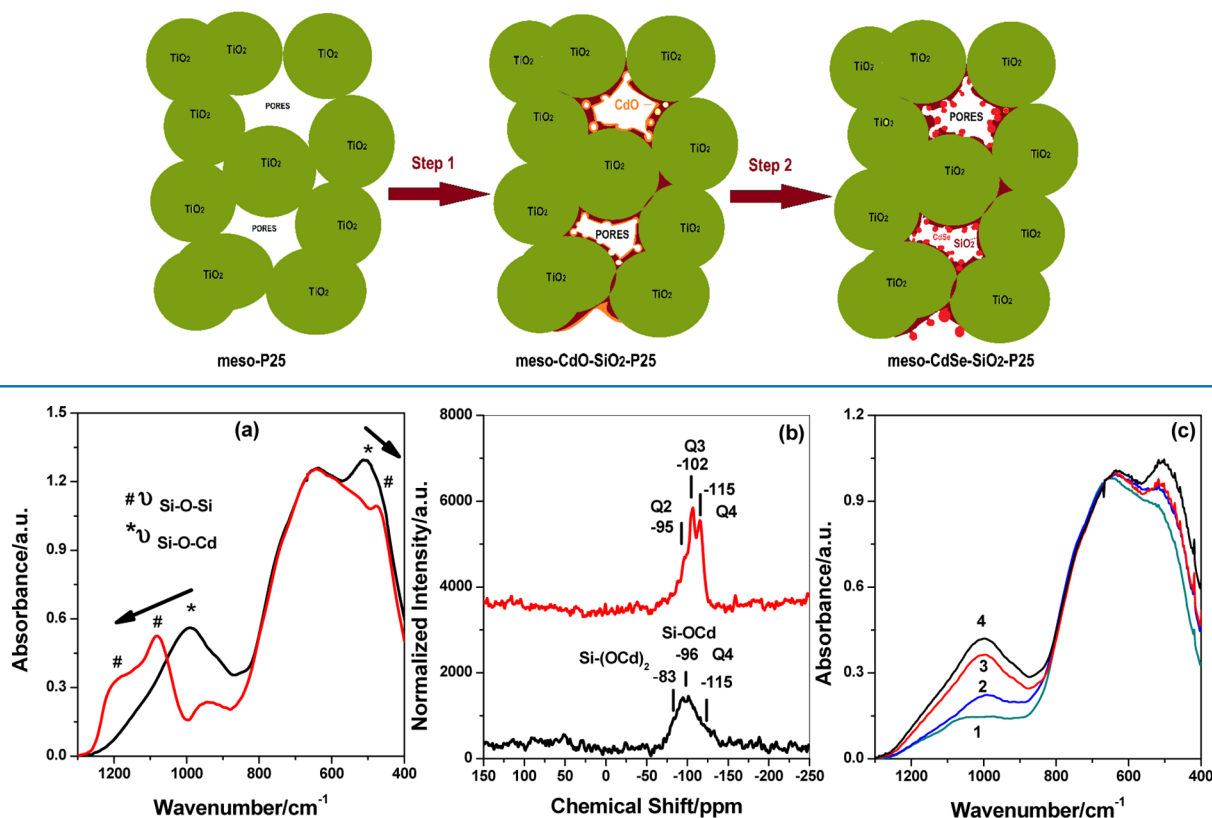 TiO2
TiO2
TiO2
PORES
TiO2
TiO2
TiO2
TiO2
TiO2
PORES
TiO2
TiO2
meso-P25
Step 1
TiO2
TiO2
TiO2
CdO
TiO2
TiO2
TiO2
TiO2
TiO2
PORES
TiO2
TiO2
meso-CdO-SiO2-P25
Step 2
TiO2
TiO2
TiO2
PORES
TiO2
TiO2
TiO2
TiO2
TiO2
CdSe
SiO2
TiO2
TiO2
meso-CdSe-SiO2-P25
(a)
# υ Si-O-Si
* υ Si-O-Cd
*
#
#
#
*
Absorbance/a.u.
1.5
1.2
0.9
0.6
0.3
0.0
1200 1000 800 600 400
Wavenumber/cm-1
(b)
Q3
-102
-115
Q2
Q4
-95
Si-OCd
Si-(OCd)2
-96
Q4
-83
-115
Normalized Intensity/a.u.
8000
6000
4000
2000
0
150 100 50 0 -50 -100 -150 -200 -250
Chemical Shift/ppm
(c)
4
3
2
1
Absorbance/a.u.
1.2
0.9
0.6
0.3
0.0
1200 1000 800 600 400
Wavenumber/cm-1